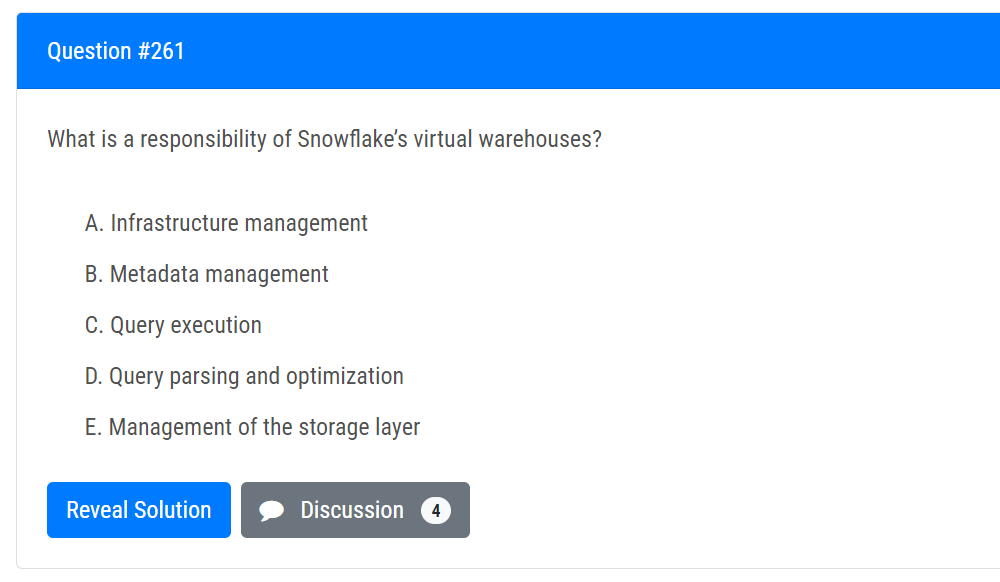 Question #261
What is a responsibility of Snowflake’s virtual warehouses?
A. Infrastructure management
B. Metadata management
C. Query execution
D. Query parsing and optimization
E. Management of the storage layer
Reveal Solution Discussion 4